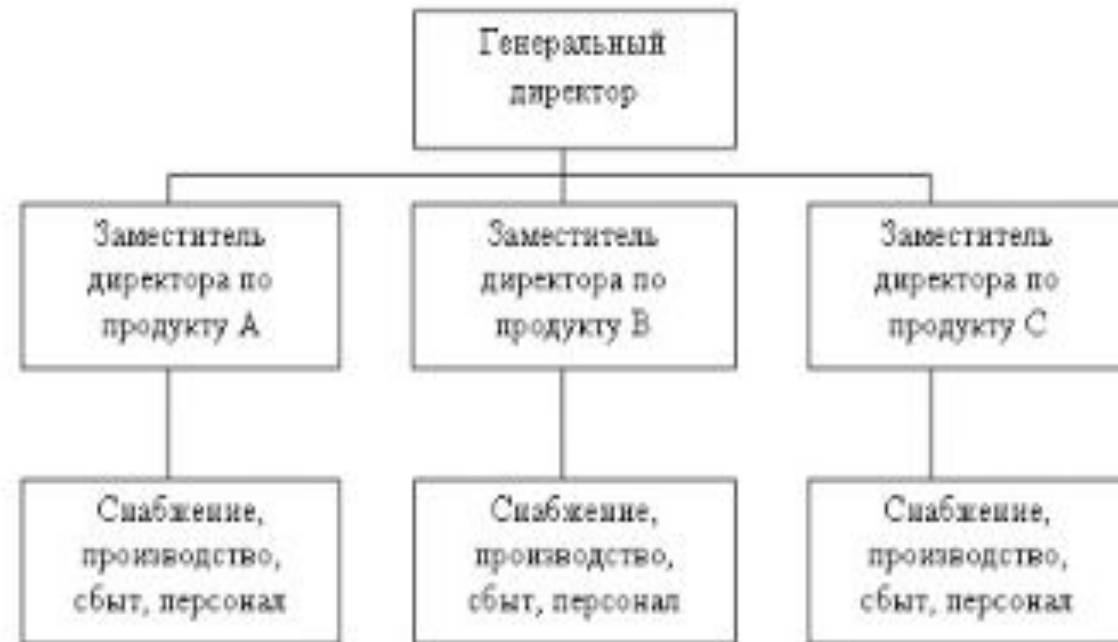 Генеральный
директор
Заместитель
директора по
продукту А
Заместитель
директора по
продукту В
Заместитель
директора по
продукту С
Снабжение,
производство,
сбыт, персонал
Снабжение,
производство,
сбыт, персонал
Снабжение,
производство,
сбыт, персонал